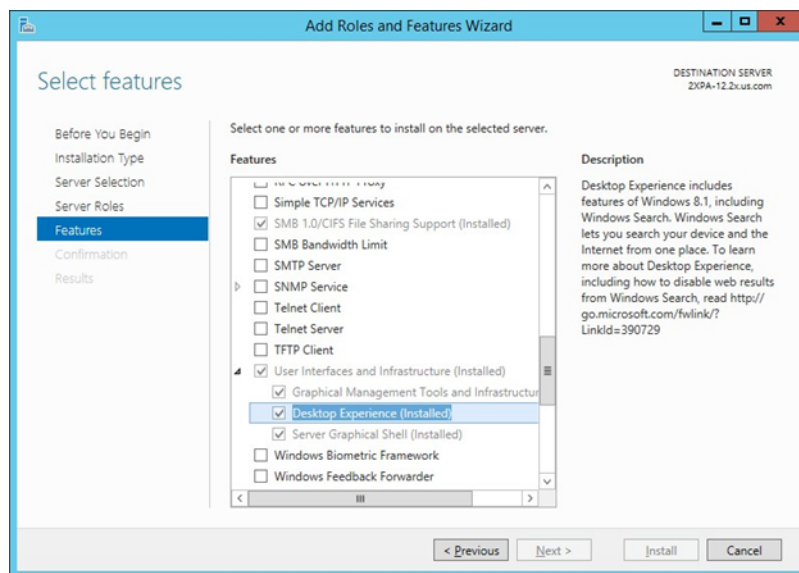 Add Roles and Features Wizard
Select features
DESTINATION SERVER
2XPA-12.2x.us.com
Before You Begin
Installation Type
Server Selection
Server Roles
Features
Confirmation
Results
Select one or more features to install on the selected server.
Features
Simple TCP/IP Services
SMB 1.0/CIFS File Sharing Support (Installed)
SMB Bandwidth Limit
SMTP Server
SNMP Service
Telnet Client
Telnet Server
TFTP Client
User Interfaces and Infrastructure (Installed)
Graphical Management Tools and Infrastructur
Desktop Experience (Installed)
Server Graphical Shell (Installed)
Windows Biometric Framework
Windows Feedback Forwarder
Description
Desktop Experience includes
features of Windows 8.1, including
Windows Search. Windows Search
lets you search your device and the
Internet from one place. To learn
more about Desktop Experience,
including how to disable web results
from Windows Search, read http://
go.microsoft.com/fwlink/?
LinkId=390729
< Previous
Next >
Install
Cancel